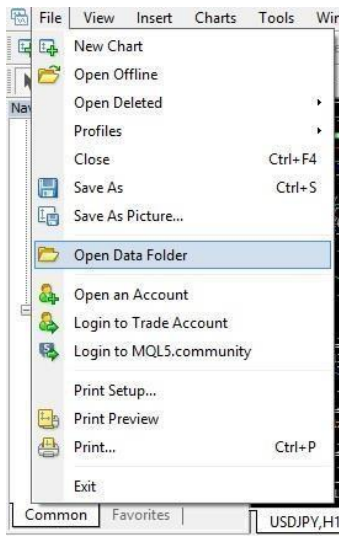 File View Insert Charts Tools
New Chart
Open Offline
Open Deleted
Profiles
Close Ctrl+F4
Save As Ctrl+S
Save As Picture...
Open Data Folder
Open an Account
Login to Trade Account
Login to MQL5.community
Print Setup...
Print Preview
Print... Ctrl+P
Exit
Common Favorites
USDJPY,H1